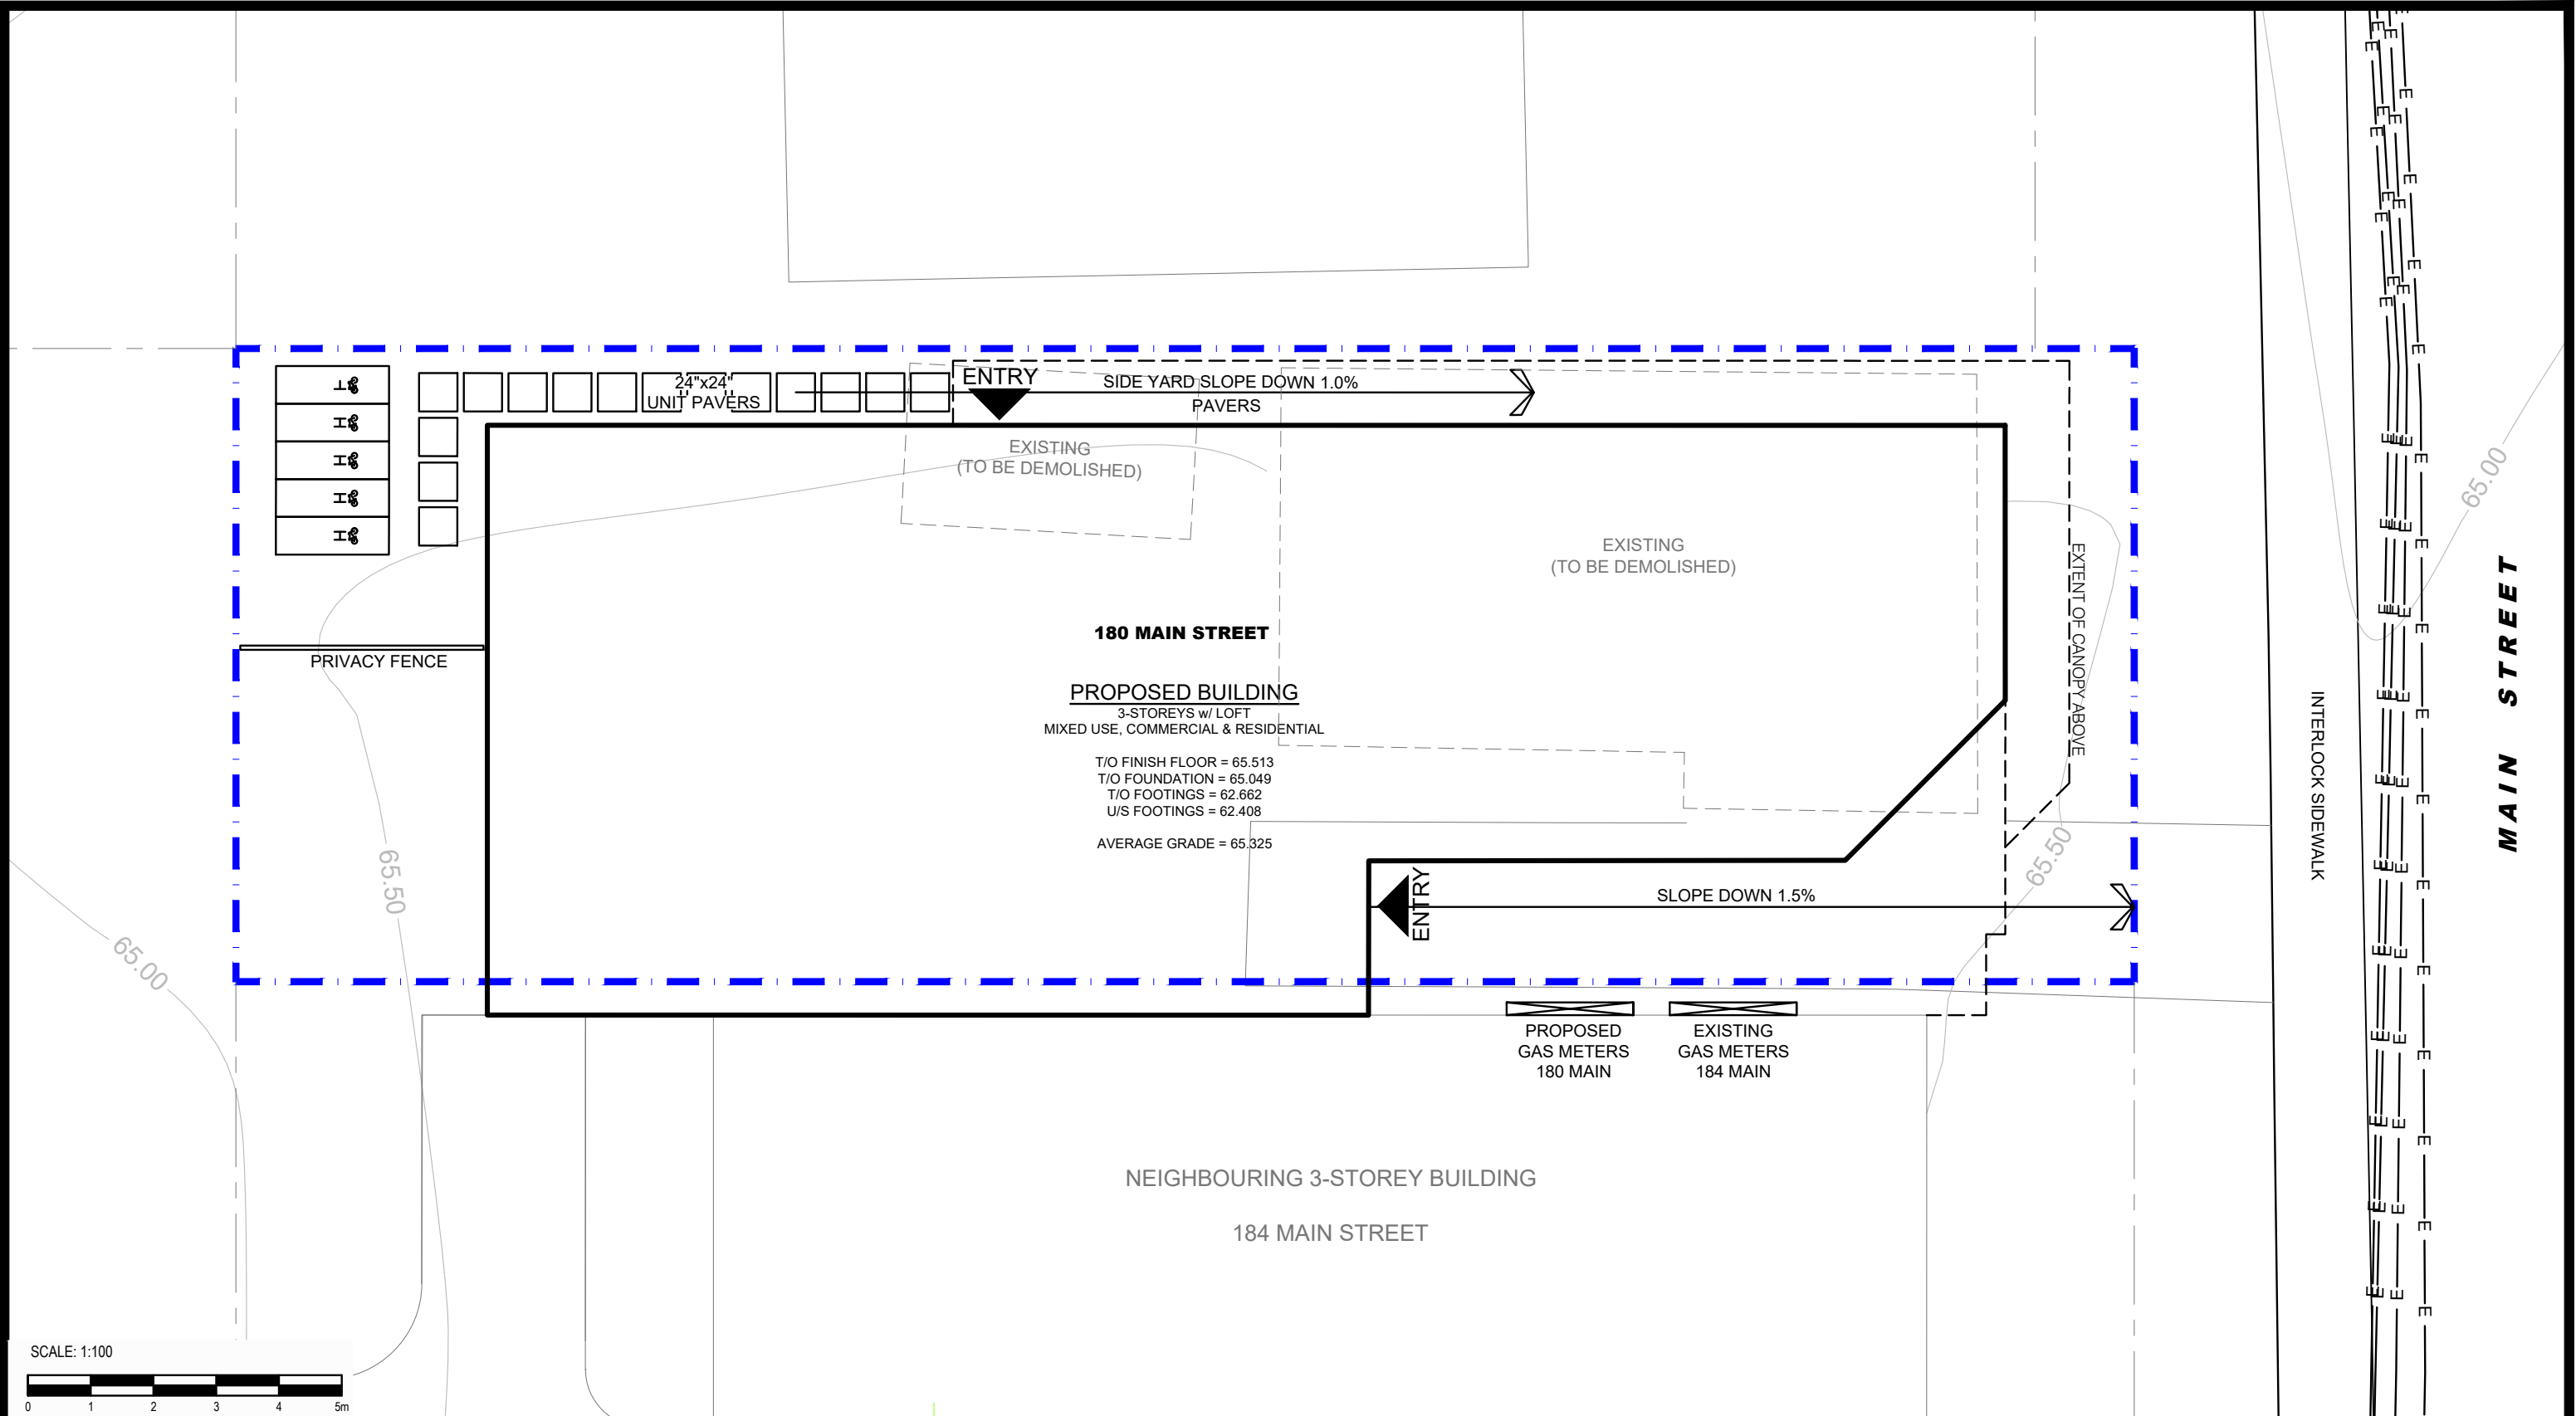 ENTRY
24"x24"
UNIT PAVERS
SIDE YARD SLOPE DOWN 1.0%
PAVERS
EXISTING
(TO BE DEMOLISHED)
EXISTING
(TO BE DEMOLISHED)
65.00
EXTENT OF CANOPY ABOVE
MAIN STREET
180 MAIN STREET
PRIVACY FENCE
PROPOSED BUILDING
3-STOREYS w/ LOFT
MIXED USE, COMMERCIAL & RESIDENTIAL
T/O FINISH FLOOR = 65.513
T/O FOUNDATION = 65.049
T/O FOOTINGS = 62.662
U/S FOOTINGS = 62.408
AVERAGE GRADE = 65.325
INTERLOCK SIDEWALK
65.50
65.50
ENTRY
SLOPE DOWN 1.5%
65.00
PROPOSED
GAS METERS
180 MAIN
EXISTING
GAS METERS
184 MAIN
NEIGHBOURING 3-STOREY BUILDING
184 MAIN STREET
SCALE: 1:100
0 1 2 3 4 5m